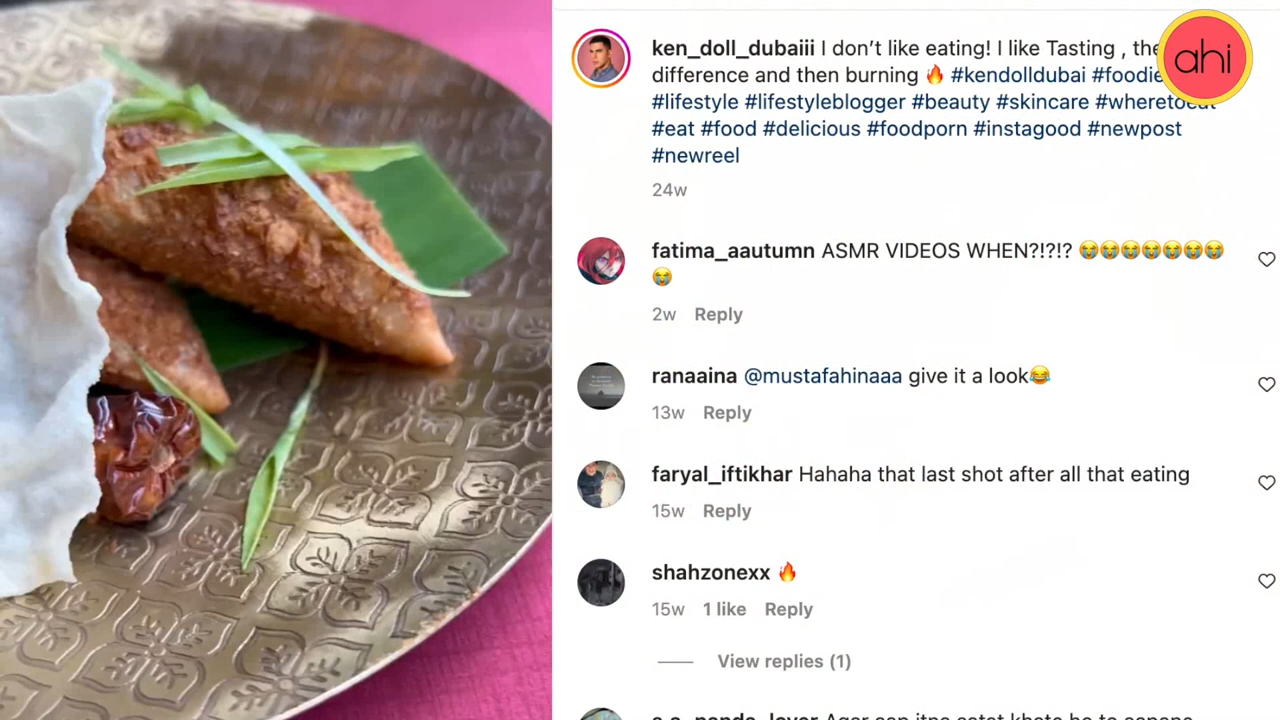 ken_doll_dubaiii I don’t like eating! I like Tasting , the
difference and then burning 🔥 #kendolldubai #foodie
ahi
#lifestyle #lifestyleblogger #beauty #skincare #wheretoeat
#eat #food #delicious #foodporn #instagood #newpost
#newreel
24w
fatima_aautumn ASMR VIDEOS WHEN?!?!? 😭😭😭😭😭😭😭
😭
2w Reply
ranaaina @mustafahinaaa give it a look😂
13w Reply
faryal_iftikhar Hahaha that last shot after all that eating
15w Reply
shahzonexx 🔥
15w 1 like Reply
View replies (1)